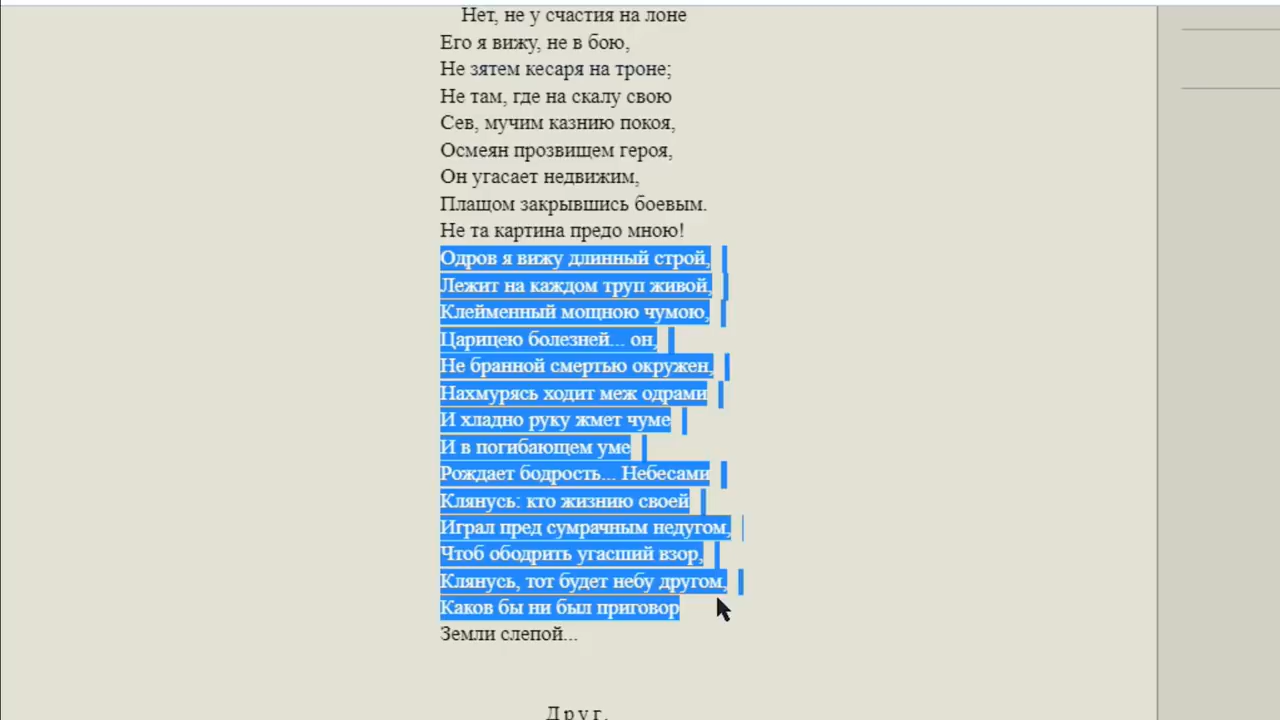 Нет, не у счастия на лоне
Его я вижу, не в бою,
Не зятем кесаря на троне;
Не там, где на скалу свою
Сев, мучим казнию покоя,
Осмеян прозвищем героя,
Он угасает недвижим,
Плащом закрывшись боевым.
Не та картина предо мною!
Одров я вижу длинный строй,
Лежит на каждом труп живой,
Клейменный мощною чумою,
Царицею болезней... он,
Не бранной смертью окружен,
Нахмурясь ходит меж одрами
И хладно руку жмет чуме
И в погибающем уме
Рождает бодрость... Небесами
Клянусь: кто жизнию своей
Играл пред сумрачным недугом,
Чтоб ободрить угасший взор,
Клянусь, тот будет небу другом,
Каков бы ни был приговор
Земли слепой...
Друг.